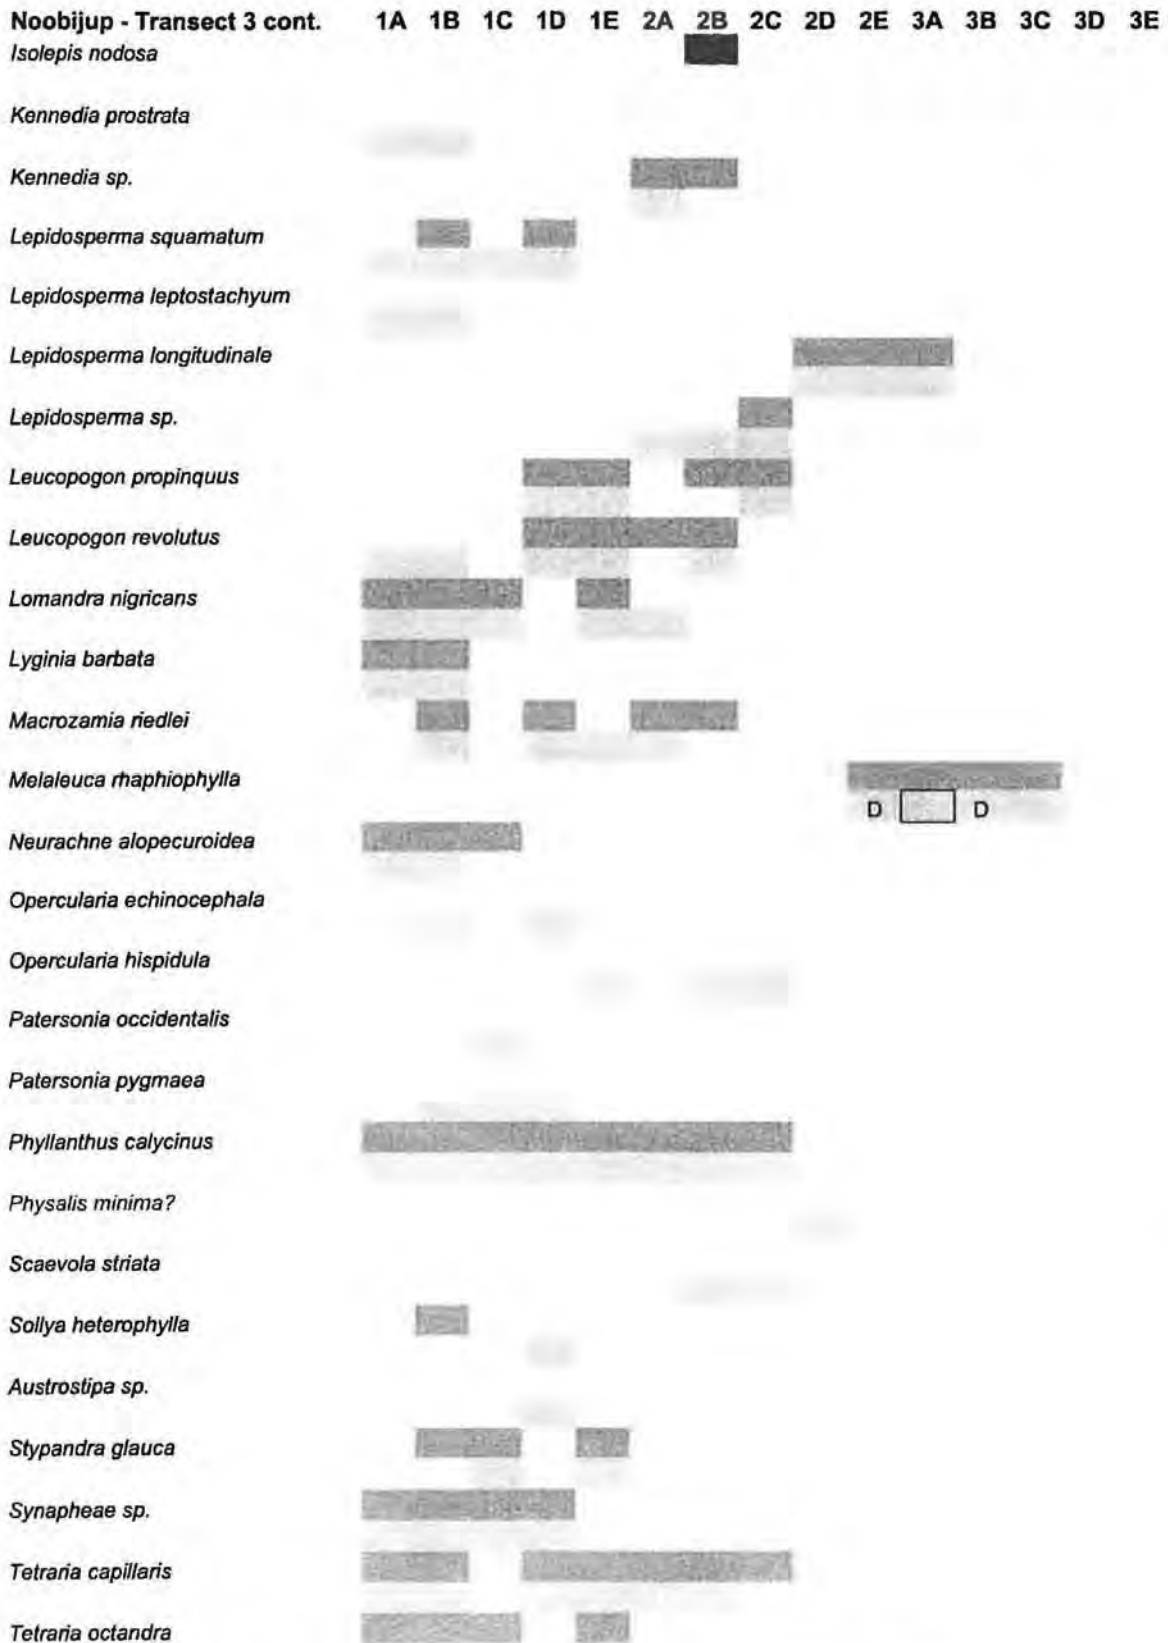 Noobijup - Transect 3 cont. 1A 1B 1C 1D 1E 2A 2B 2C 2D 2E 3A 3B 3C 3D 3E
Isolepis nodosa
Kennedia prostrata
Kennedia sp.
Lepidosperma squamatum
Lepidosperma leptostachyum
Lepidosperma longitudinale
Lepidosperma sp.
Leucopogon propinquus
Leucopogon revolutus
Lomandra nigricans
Lyginia barbata
Macrozamia riedlei
Melaleuca rhaphiophylla
D D
Neurachne alopecuroidea
Opercularia echinocephala
Opercularia hispidula
Patersonia occidentalis
Patersonia pygmaea
Phyllanthus calycinus
Physalis minima?
Scaevola striata
Sollya heterophylla
Austrostipa sp.
Stypandra glauca
Synapheae sp.
Tetraria capillaris
Tetraria octandra